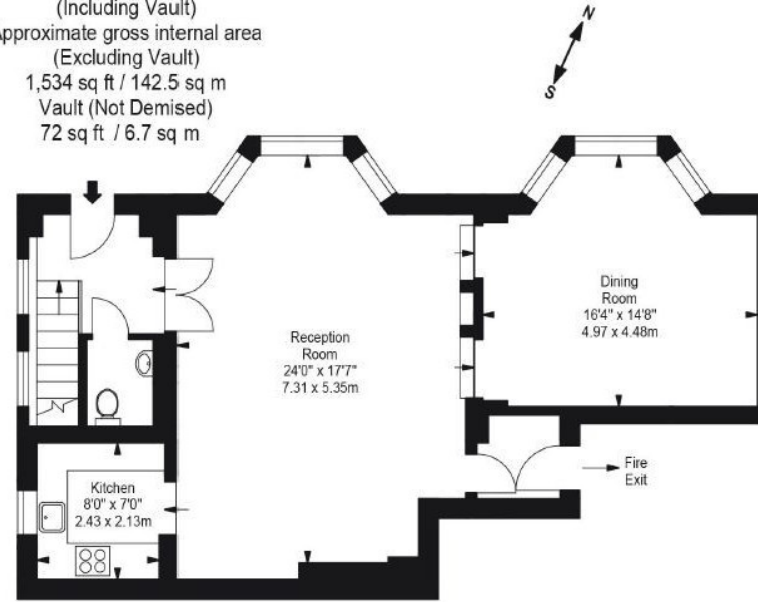 (Including Vault)
Approximate gross internal area
(Excluding Vault)
1,534 sq ft / 142.5 sq m
Vault (Not Demised)
72 sq ft / 6.7 sq m
N
S
Dining
Room
16'4" x 14'8"
4.97 x 4.48m
Reception
Room
24'0" x 17'7"
7.31 x 5.35m
Fire
Exit
Kitchen
8'0" x 7'0"
2.43 x 2.13m